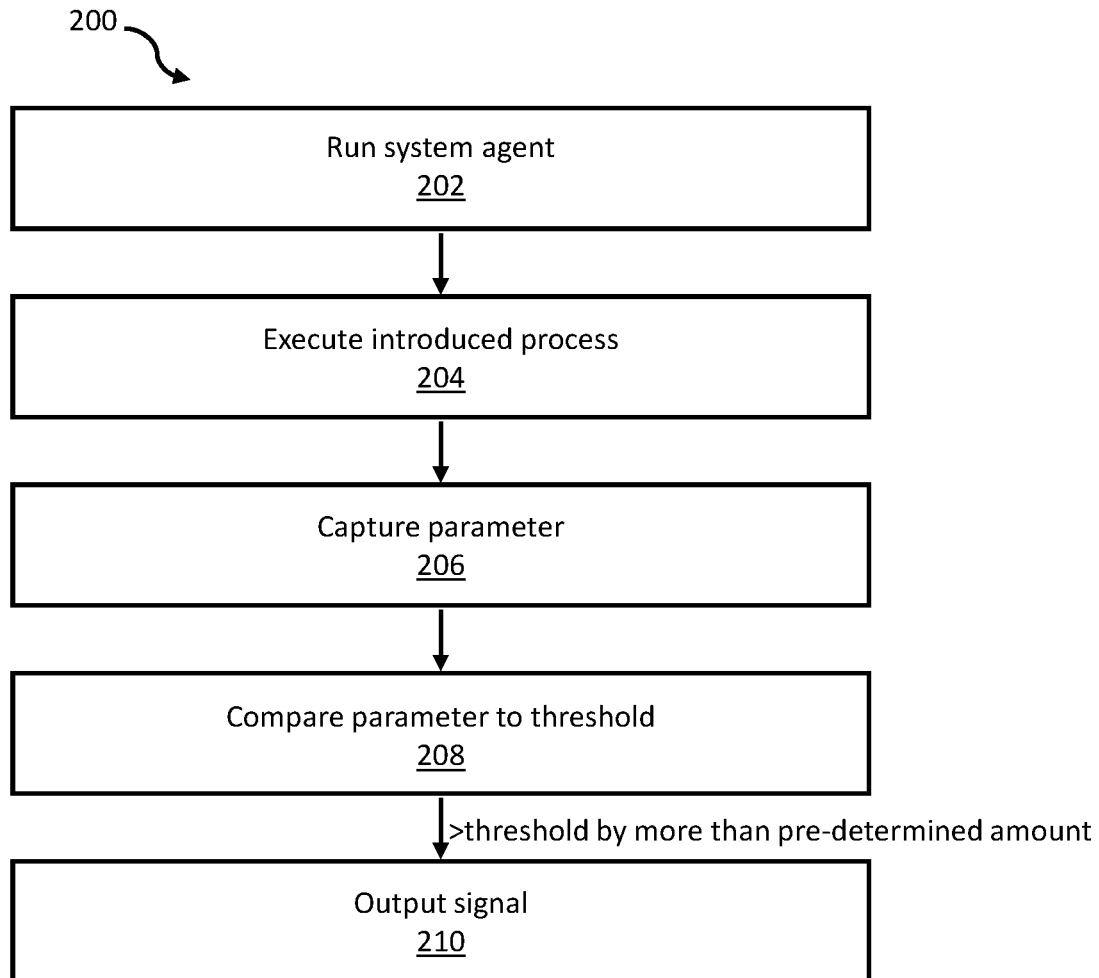 200
Run system agent
202
Execute introduced process
204
Capture parameter
206
Compare parameter to threshold
208
>threshold by more than pre-determined amount
Output signal
210